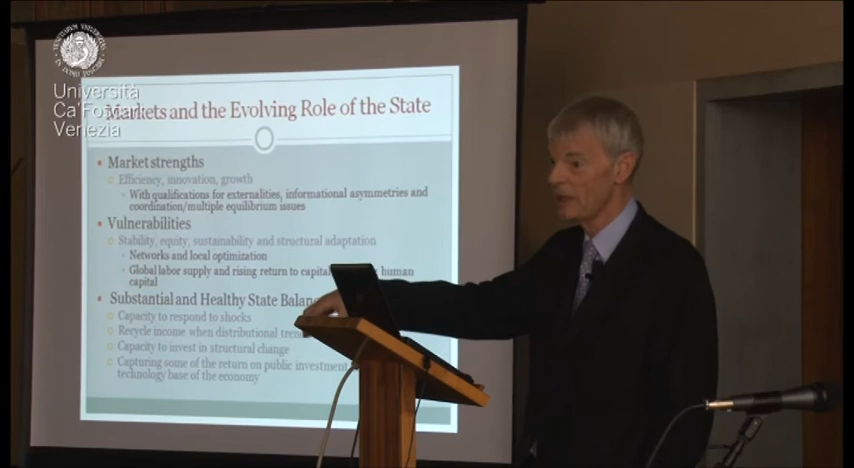 Università
Ca'Foscari
Venezia
Markets and the Evolving Role of the State
Market strengths
Efficiency, innovation, growth
With qualifications for externalities, informational asymmetries and
coordination/multiple equilibrium issues
Vulnerabilities
Stability, equity, sustainability and structural adaptation
Networks and local optimization
Global labor supply and rising return to human
capital
Substantial and Healthy State
Capacity to respond to shocks
Recycle income when distributional
Capacity to invest in structural change
Capturing some of the return on public investment
technology base of the economy